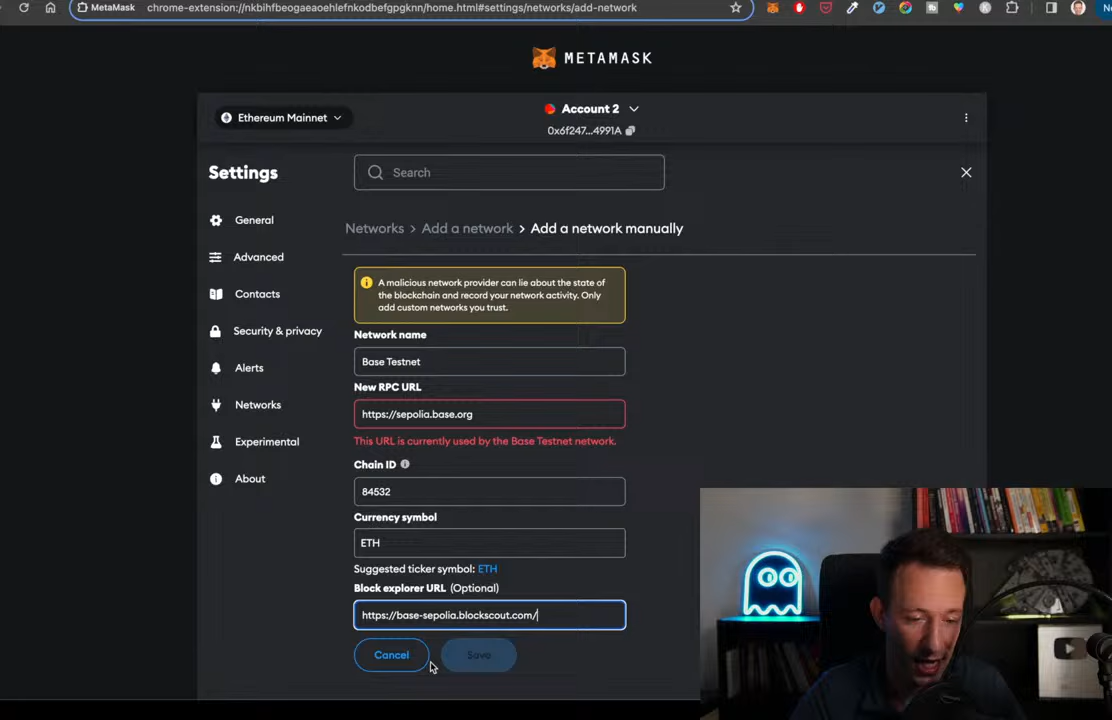 MetaMask
chrome-extension://nkbihfbeogaeaoehlefnkodbefgpgknn/home.html#settings/networks/add-network
METAMASK
Ethereum Mainnet
Account 2
0x6f247...4991A
Settings
Search
General
Advanced
Contacts
Security & privacy
Alerts
Networks
Experimental
About
Networks > Add a network > Add a network manually
A malicious network provider can lie about the state of
the blockchain and record your network activity. Only
add custom networks you trust.
Network name
Base Testnet
New RPC URL
https://sepolia.base.org
This URL is currently used by the Base Testnet network.
Chain ID
84532
Currency symbol
ETH
Suggested ticker symbol: ETH
Block explorer URL (Optional)
https://base-sepolia.blockscout.com/
Cancel
Save